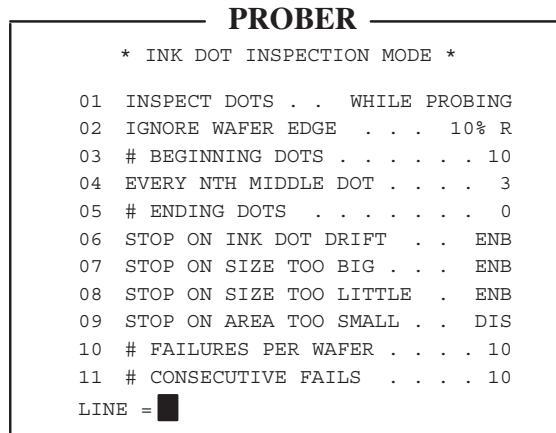 PROBER
* INK DOT INSPECTION MODE *
01 INSPECT DOTS . . WHILE PROBING
02 IGNORE WAFER EDGE . . . 10% R
03 # BEGINNING DOTS . . . . . . 10
04 EVERY NTH MIDDLE DOT . . . . 3
05 # ENDING DOTS . . . . . . . 0
06 STOP ON INK DOT DRIFT . . ENB
07 STOP ON SIZE TOO BIG . . . ENB
08 STOP ON SIZE TOO LITTLE . ENB
09 STOP ON AREA TOO SMALL . . DIS
10 # FAILURES PER WAFER . . . . 10
11 # CONSECUTIVE FAILS . . . . 10
LINE =